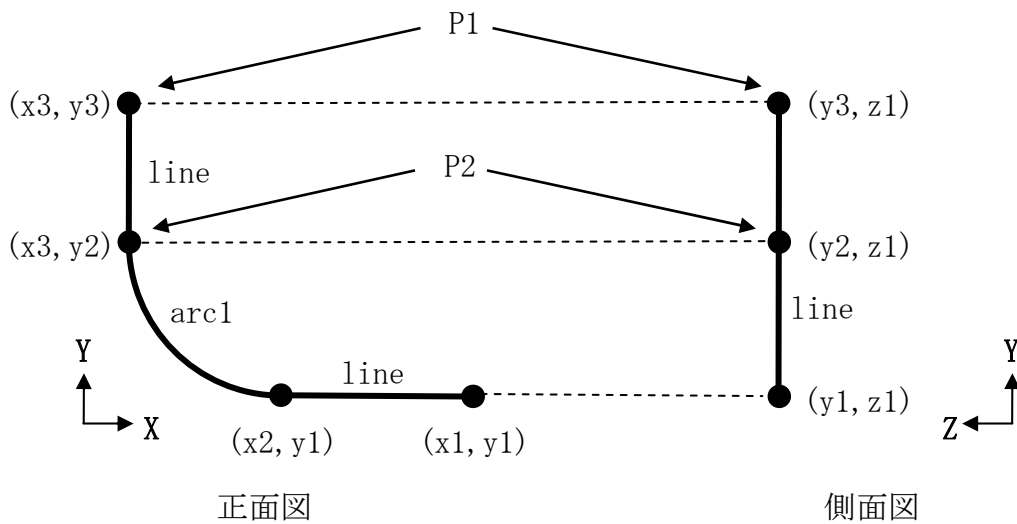 P1
(x3, y3)
(y3, z1)
line
P2
(x3, y2)
(y2, z1)
arc1
line
Y
line
Y
X
(y1, z1)
Z
(x2, y1)
(x1, y1)
正面図
側面図